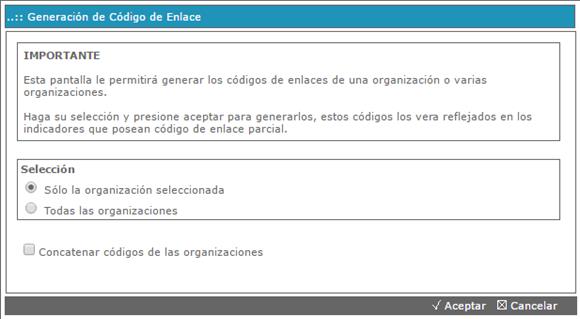 ..:: Generación de Código de Enlace
IMPORTANTE
Esta pantalla le permitirá generar los códigos de enlaces de una organización o varias
organizaciones.
Haga su selección y presione aceptar para generarlos, estos códigos los vera reflejados en los
indicadores que posean código de enlace parcial.
Selección
Sólo la organización seleccionada
Todas las organizaciones
Concatenar códigos de las organizaciones
Aceptar Cancelar